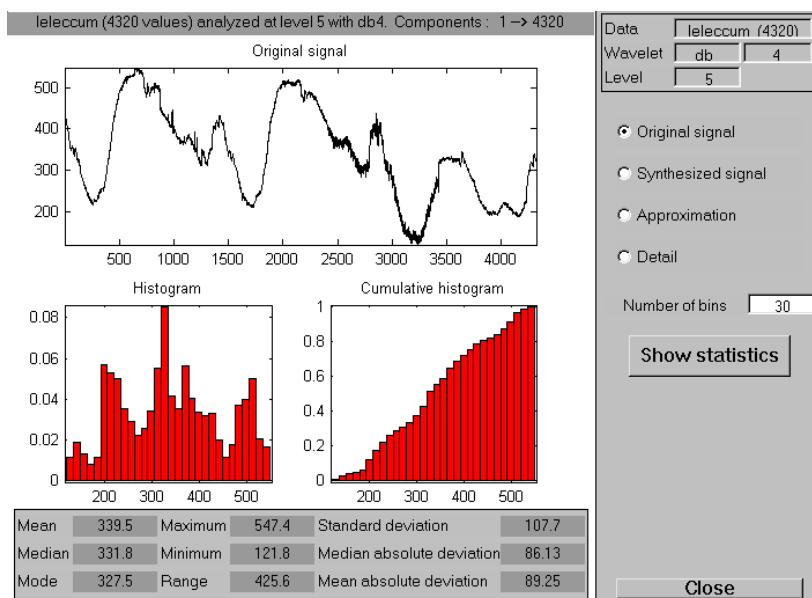 leleccum (4320 values) analyzed at level 5 with db4. Components : 1 --> 4320
Original signal
500
400
300
200
500 1000 1500 2000 2500 3000 3500 4000
Histogram
0.08
0.06
0.04
0.02
0
200 300 400 500
Cumulative histogram
1
0.8
0.6
0.4
0.2
0
200 300 400 500
Mean 339.5 Maximum 547.4 Standard deviation 107.7
Median 331.8 Minimum 121.8 Median absolute deviation 86.13
Mode 327.5 Range 425.6 Mean absolute deviation 89.25
Data leleccum (4320)
Wavelet db 4
Level 5
Original signal
Synthesized signal
Approximation
Detail
Number of bins 30
Show statistics
Close